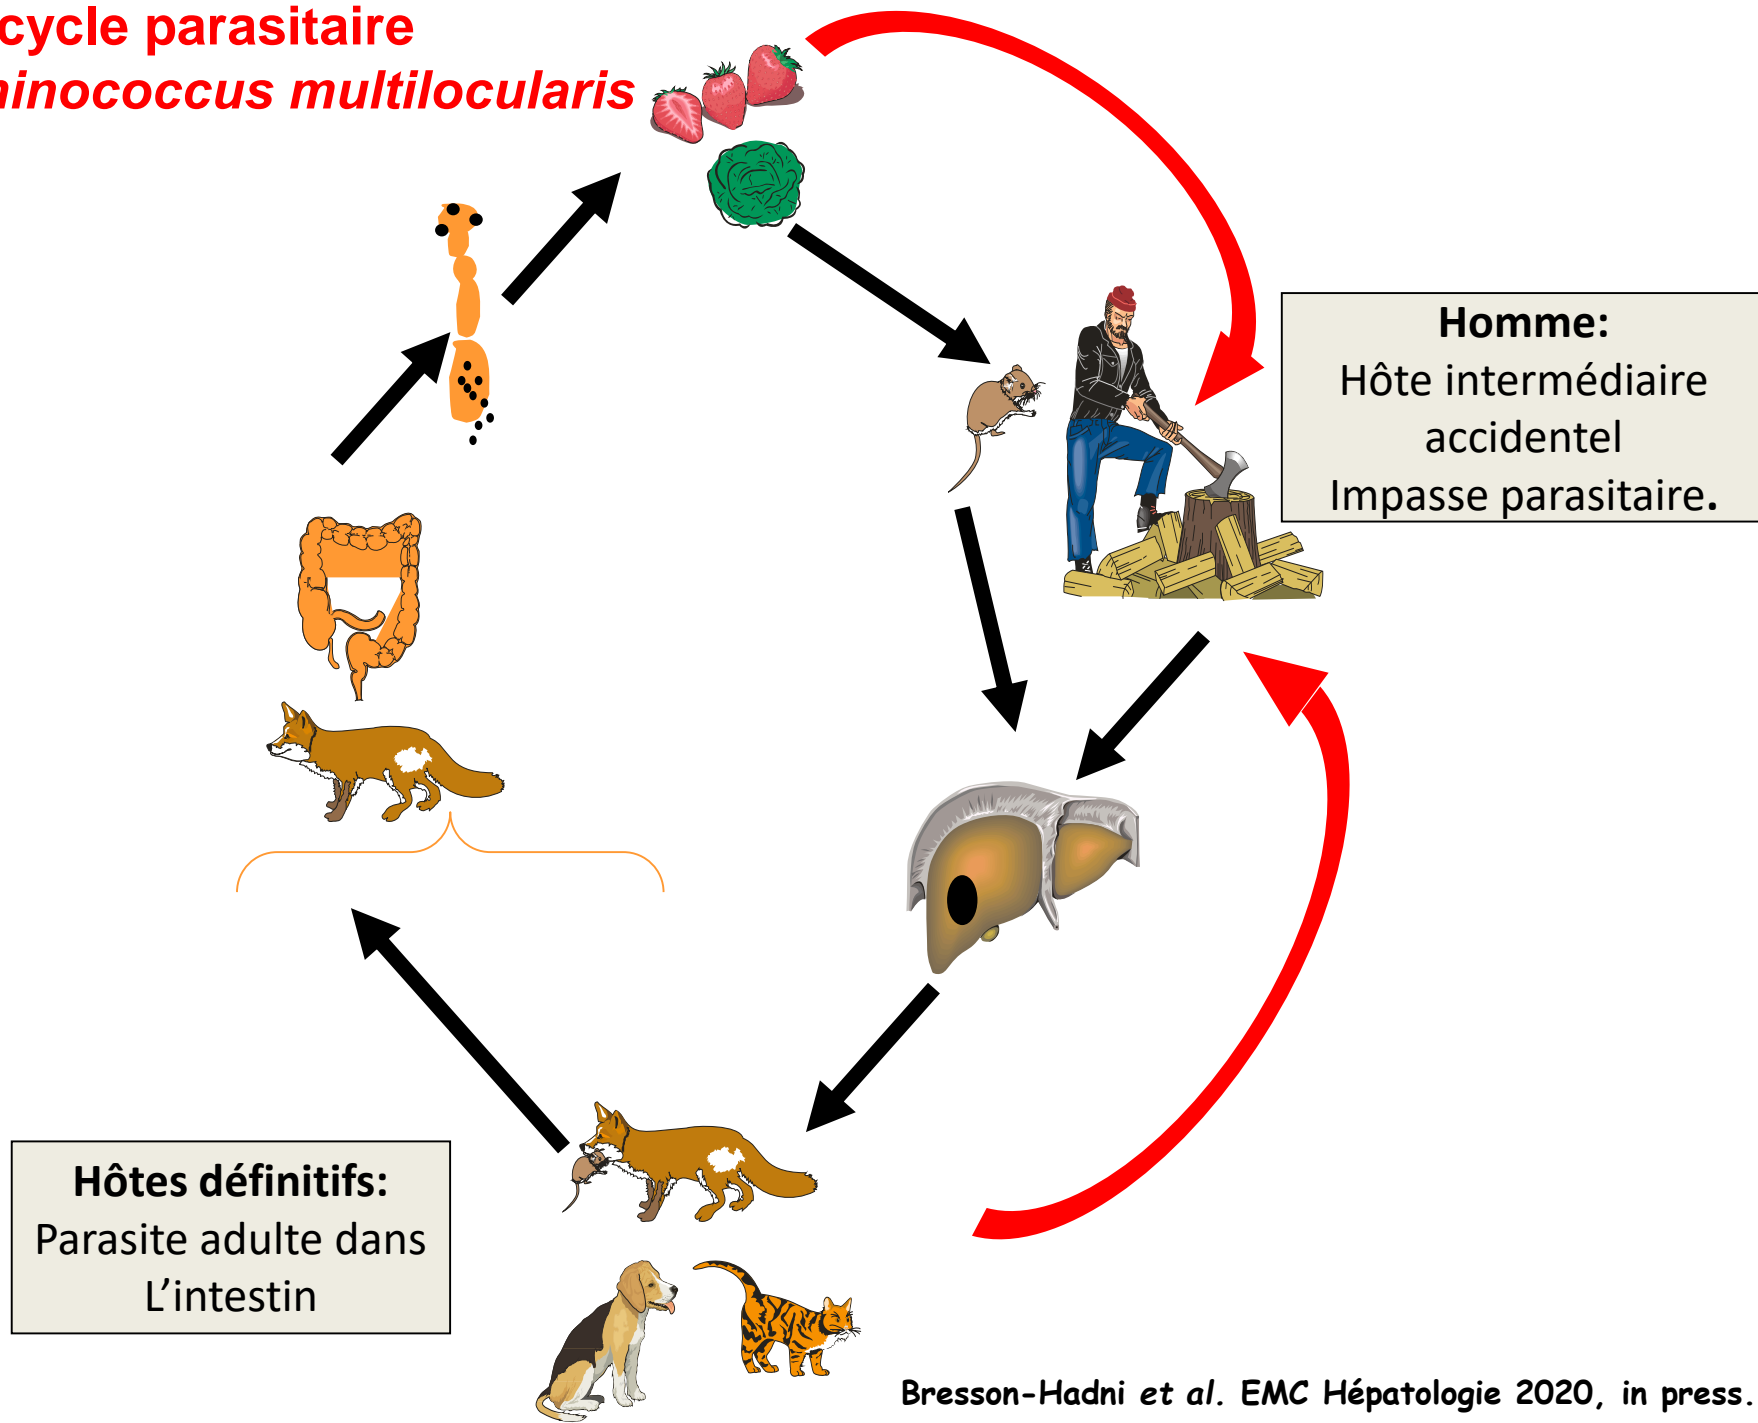 cycle parasitaire
inococcus multilocularis
Homme:
Hôte intermédiaire
accidentel
Impasse parasitaire.
Hôtes définitifs:
Parasite adulte dans
L’intestin
Bresson-Hadni et al. EMC Hépatologie 2020, in press.